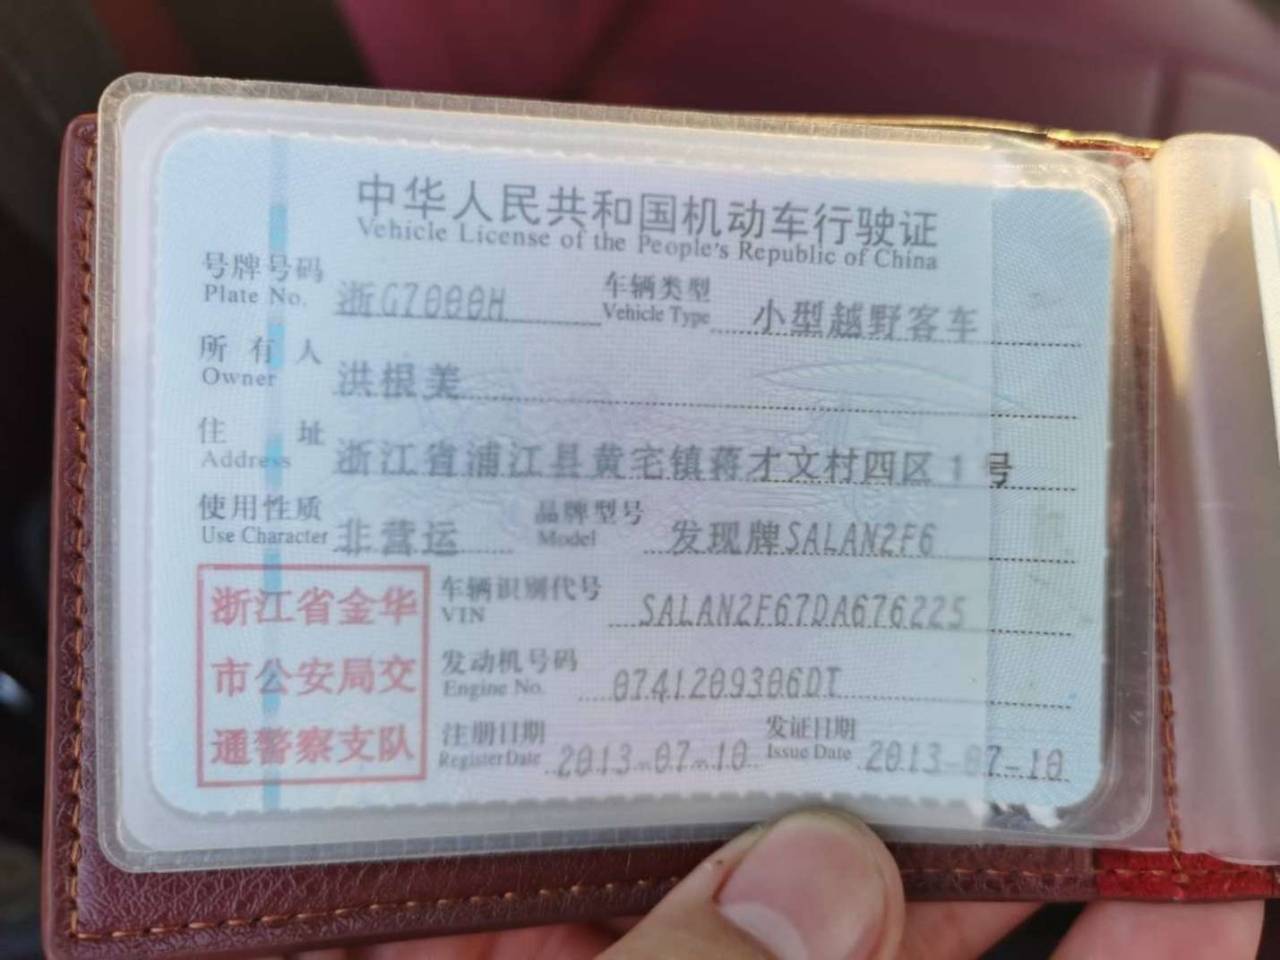 中华人民共和国机动车行驶证
Vehicle License of the People's Republic of China
号牌号码 浙G7000H 车辆类型 小型越野客车
Plate No. Vehicle Type
所有人 洪根美
Owner
住址 浙江省浦江县黄宅镇蒋才文村四区1号
Address
使用性质 非营运 品牌型号 发现牌SALAN2F6
Use Character Model
浙江省金华
市公安局交
通警察支队
车辆识别代号 SALAN2F67DA676225
VIN
发动机号码 0741209306DT
Engine No.
注册日期 2013-07-10 发证日期 2013-07-10
Register Date Issue Date